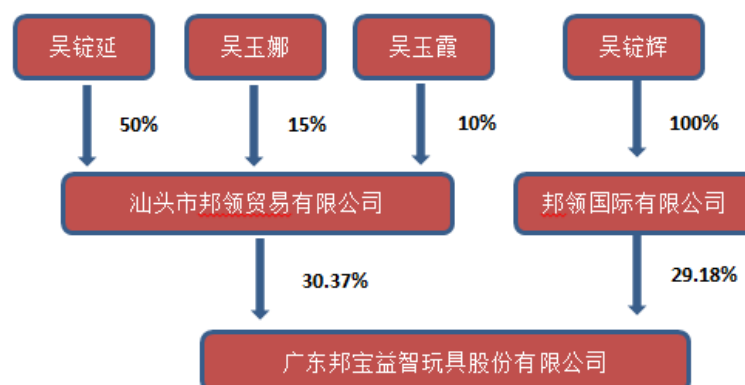 吴锭延
吴玉娜
吴玉霞
吴锭辉
50%
15%
10%
100%
汕头市邦领贸易有限公司
邦领国际有限公司
30.37%
29.18%
广东邦宝益智玩具股份有限公司